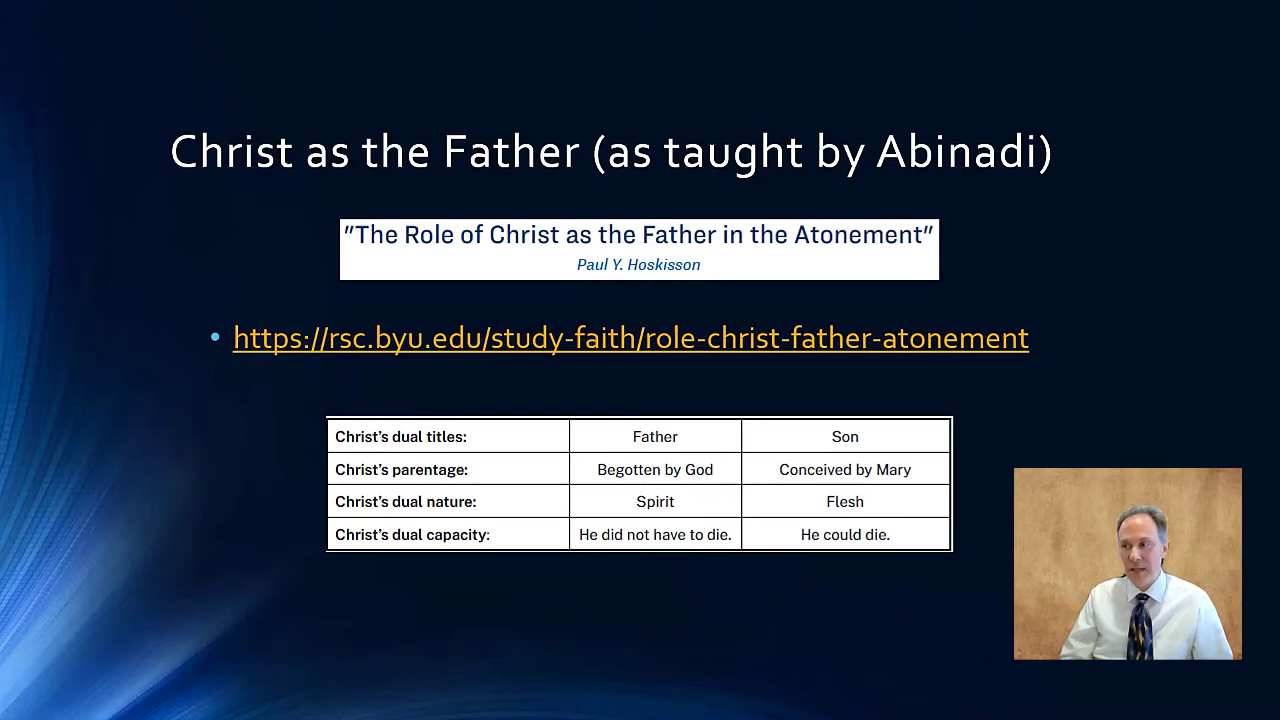 Christ as the Father (as taught by Abinadi)
"The Role of Christ as the Father in the Atonement"
Paul Y. Hoskisson
• https://rsc.byu.edu/study-faith/role-christ-father-atonement
Christ's dual titles: Father Son
Christ's parentage: Begotten by God Conceived by Mary
Christ's dual nature: Spirit Flesh
Christ's dual capacity: He did not have to die. He could die.